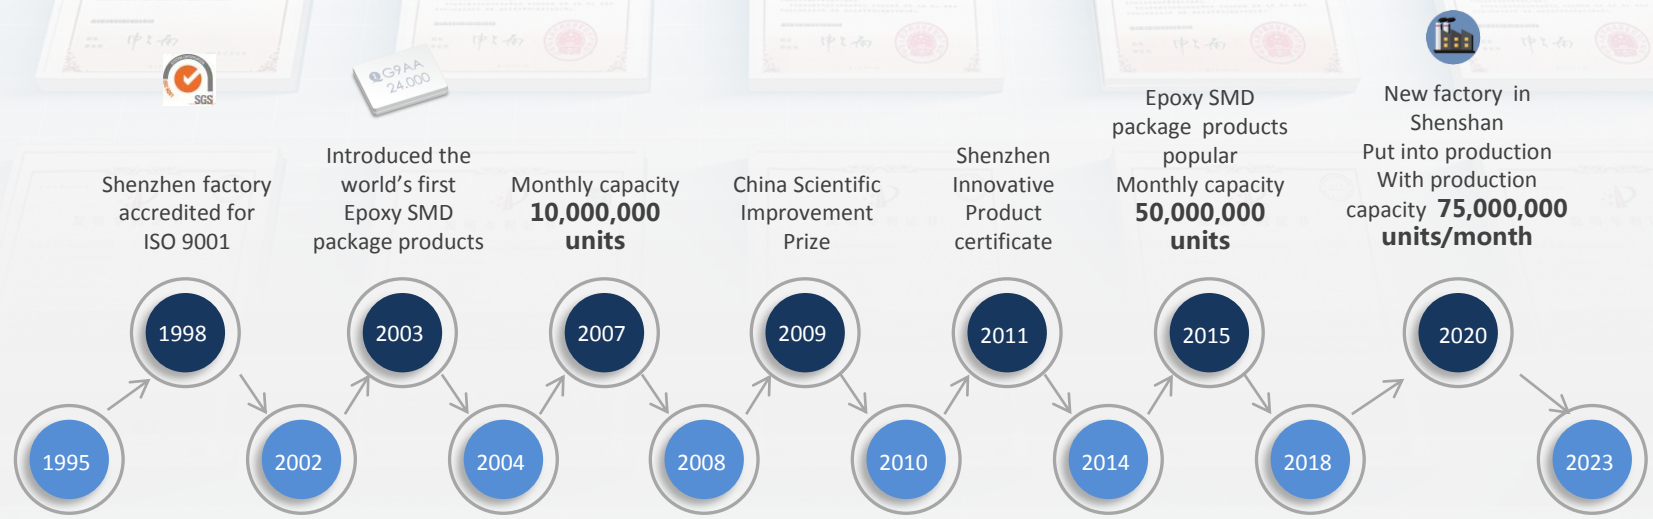 SGS
QG9AA
24.000
Shenzhen factory
accredited for
ISO 9001
Introduced the
world's first
Epoxy SMD
package products
Monthly capacity
10,000,000
units
China Scientific
Improvement
Prize
Shenzhen
Innovative
Product
certificate
Epoxy SMD
package products
popular
Monthly capacity
50,000,000
units
New factory in
Shenshan
Put into production
With production
capacity 75,000,000
units/month
1998
2003
2007
2009
2011
2015
2020
1995
2002
2004
2008
2010
2014
2018
2023